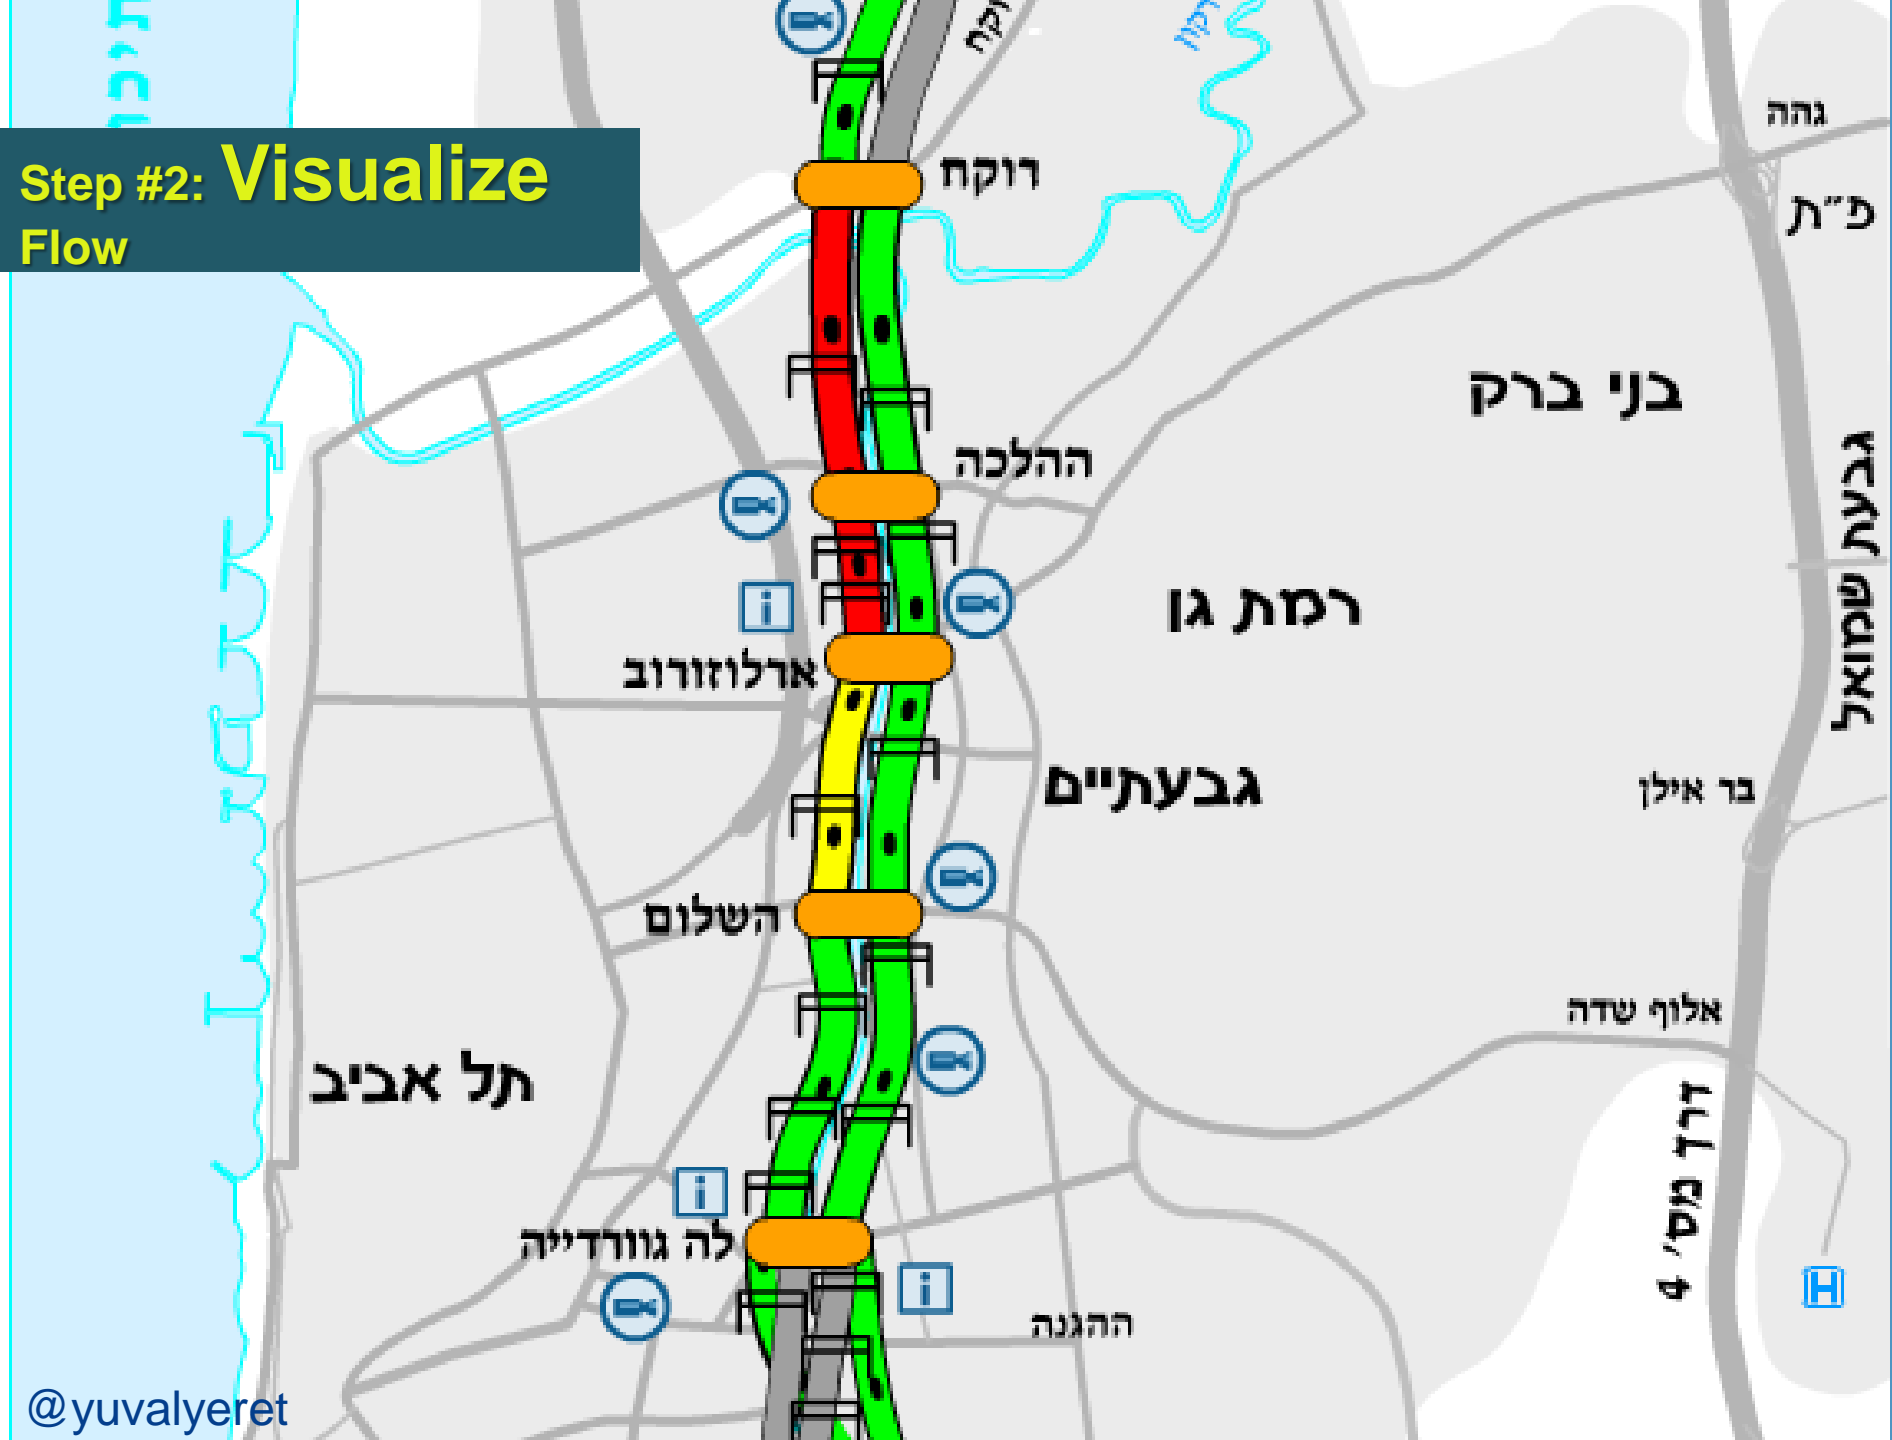 Step #2: Visualize
Flow
רוקח
גהה
פ״ת
בני ברק
ההלכה
גבעת שמואל
רמת גן
i
ארלוזורוב
גבעתיים
בר אילן
השלום
אלוף שדה
תל אביב
דרך מס' 4
i
לה גוורדייה
i
H
ההגנה
@yuvalyeret